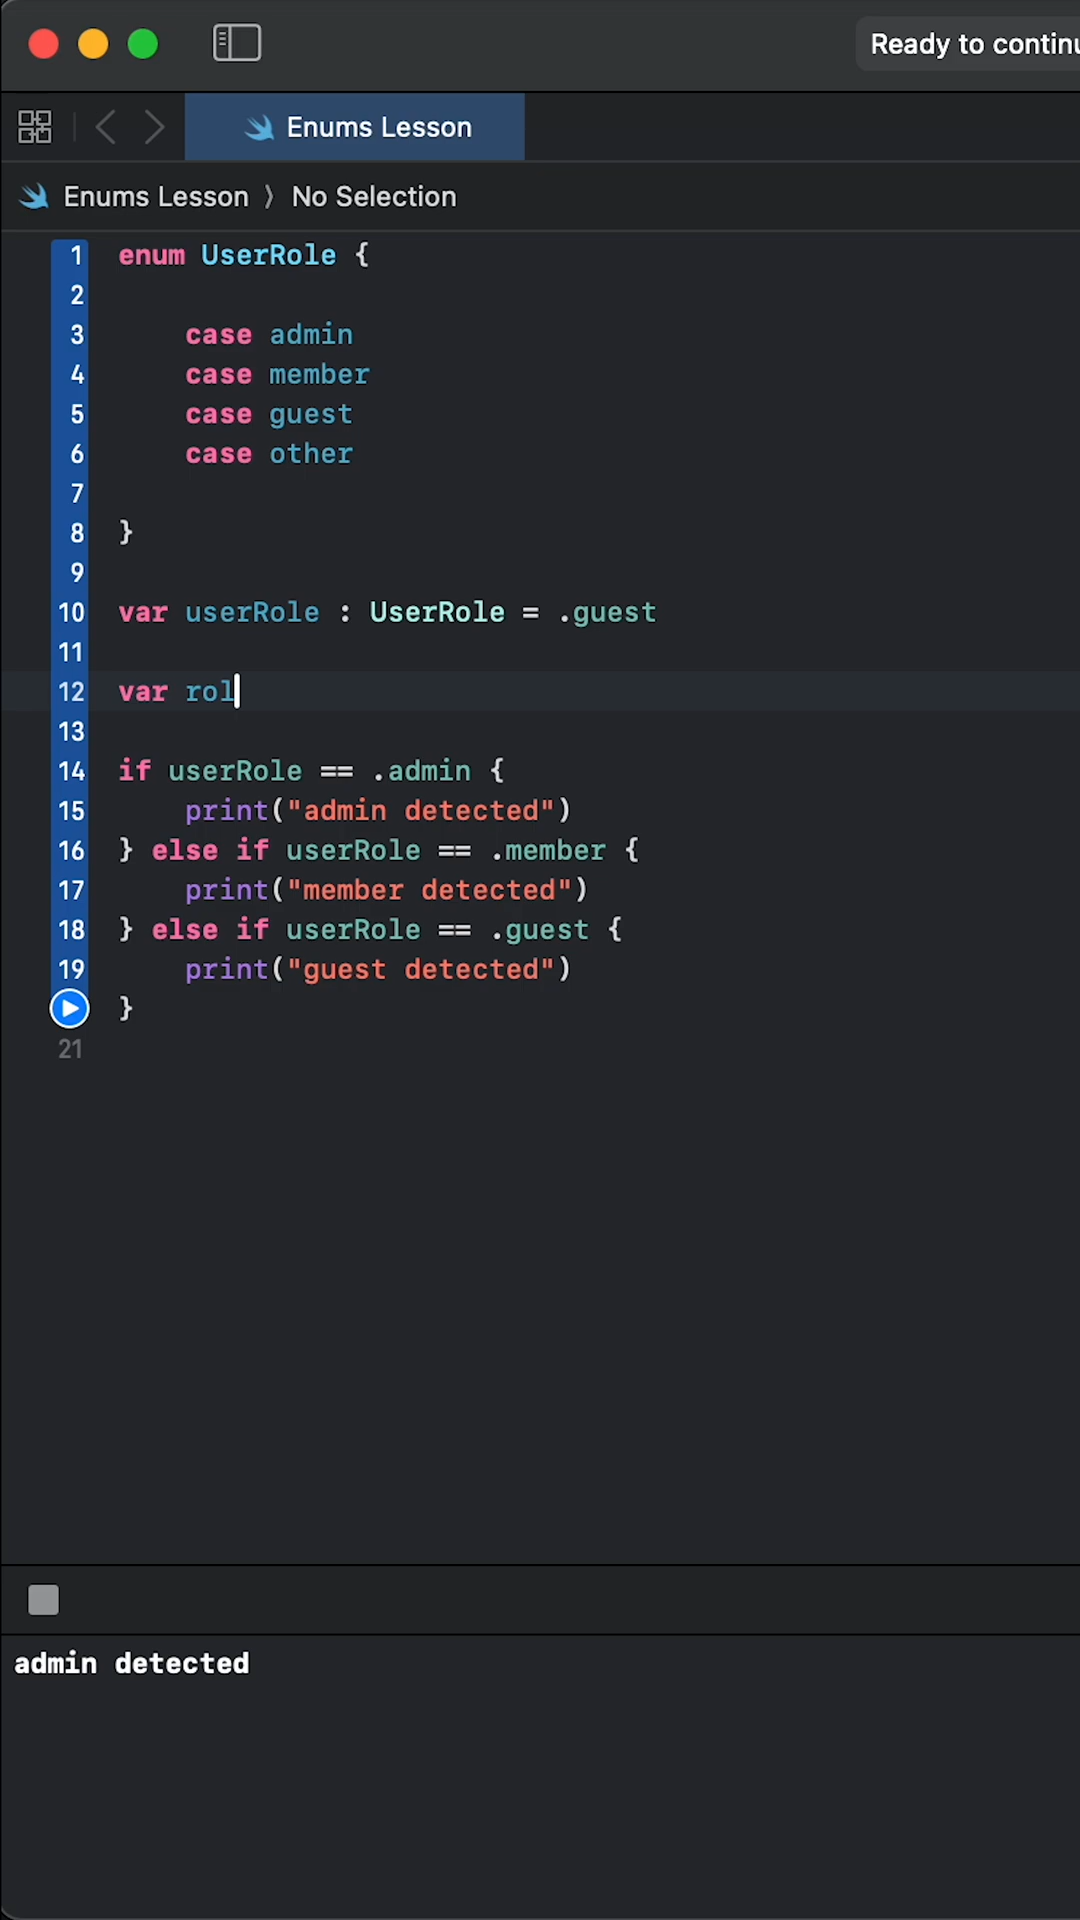 Ready to continu
Enums Lesson
Enums Lesson 〉 No Selection
1 enum UserRole {
2
3 case admin
4 case member
5 case guest
6 case other
7
8 }
9
10 var userRole : UserRole = .guest
11
12 var rol
13
14 if userRole == .admin {
15 print("admin detected")
16 } else if userRole == .member {
17 print("member detected")
18 } else if userRole == .guest {
19 print("guest detected")
}
21
admin detected